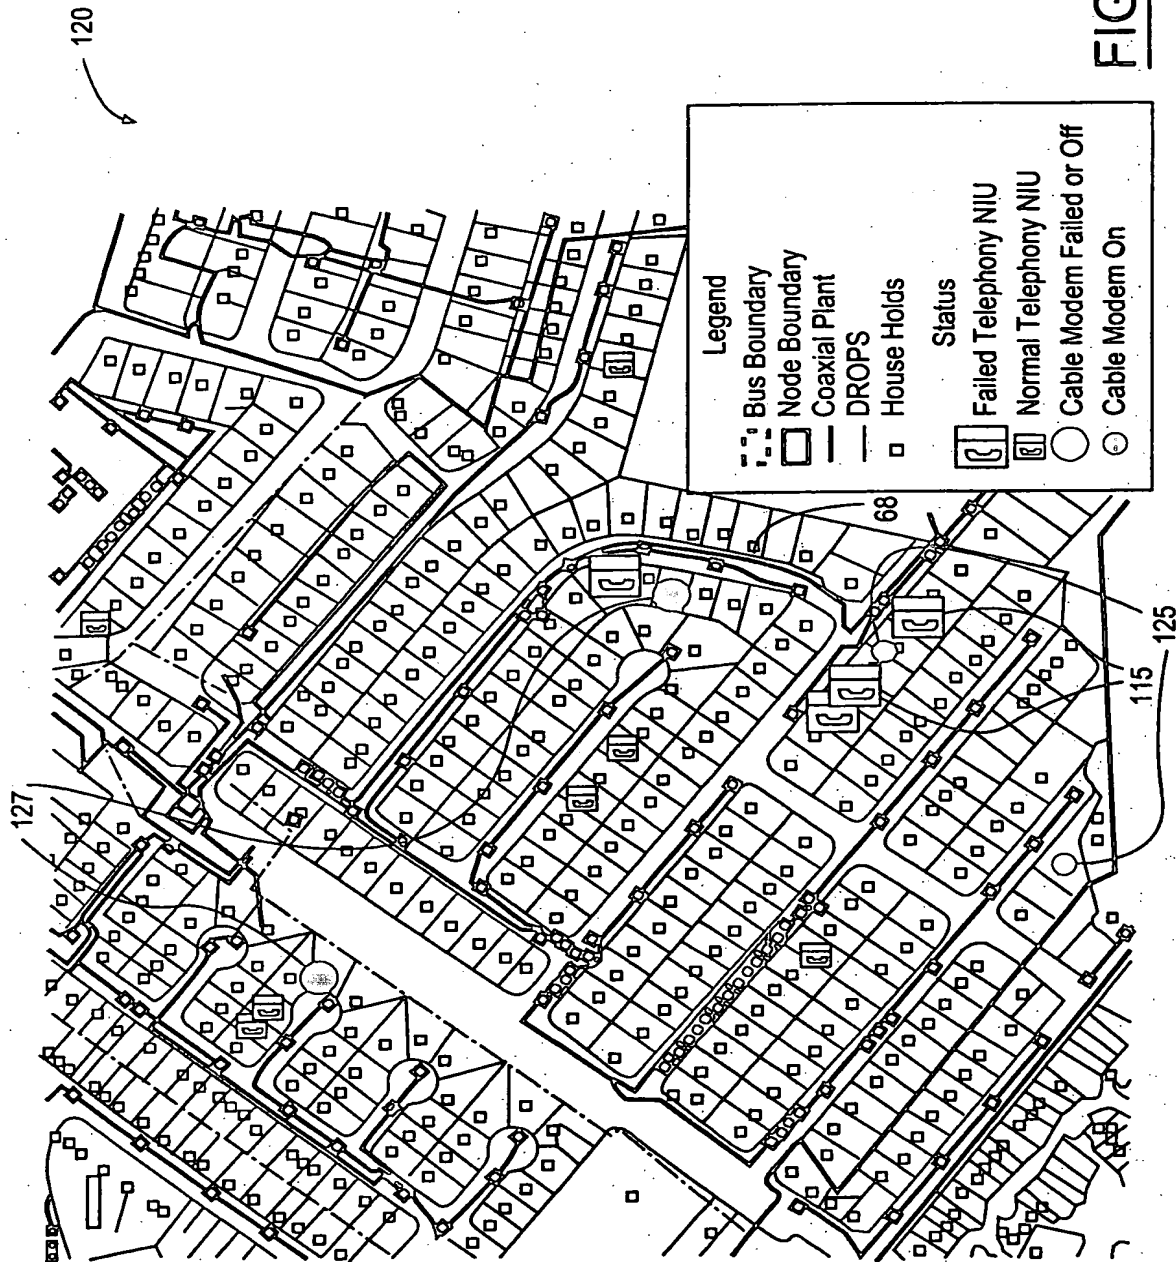 120
127
68
125
115
Legend
Bus Boundary
Node Boundary
Coaxial Plant
DROPS
House Holds
Status
Failed Telephony NIU
Normal Telephony NIU
Cable Modem Failed or Off
Cable Modem On
FIG